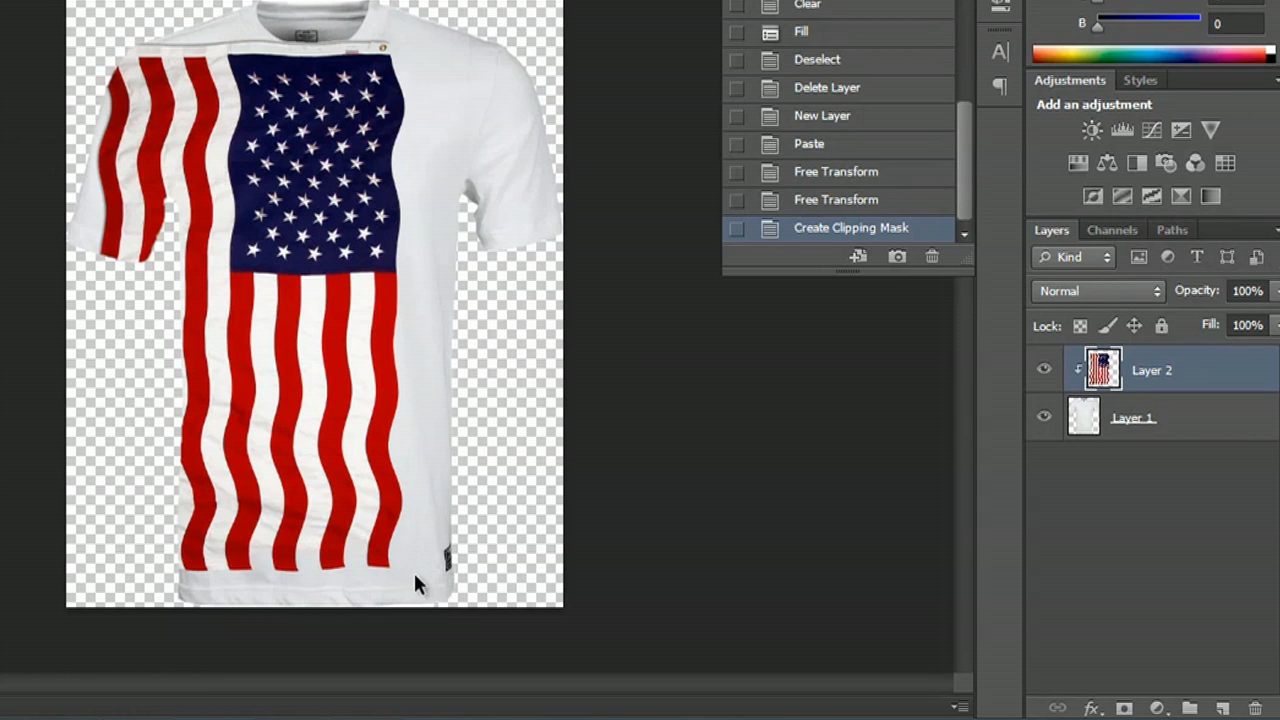 Clear
Fill
Deselect
Delete Layer
New Layer
Paste
Free Transform
Free Transform
Create Clipping Mask
B 0
A|
Adjustments Styles
Add an adjustment
Layers Channels Paths
Kind T
Normal Opacity: 100%
Lock: Fill: 100%
Layer 2
Layer 1
fx